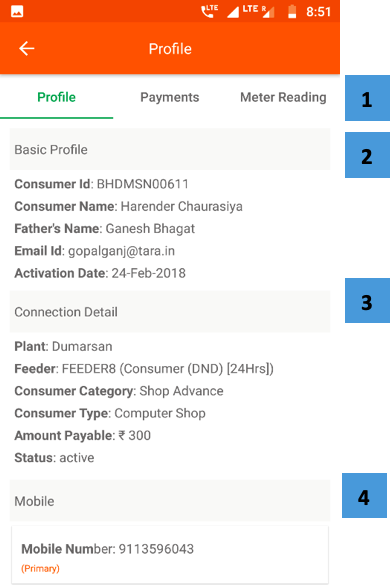 LTE LTE R 8:51
Profile
Profile Payments Meter Reading 1
Basic Profile 2
Consumer Id: BHDMSN00611
Consumer Name: Harender Chaurasiya
Father's Name: Ganesh Bhagat
Email Id: gopalganj@tara.in
Activation Date: 24-Feb-2018
Connection Detail 3
Plant: Dumarsan
Feeder: FEEDER8 (Consumer (DND) [24Hrs])
Consumer Category: Shop Advance
Consumer Type: Computer Shop
Amount Payable: ₹ 300
Status: active
Mobile 4
Mobile Number: 9113596043
(Primary)